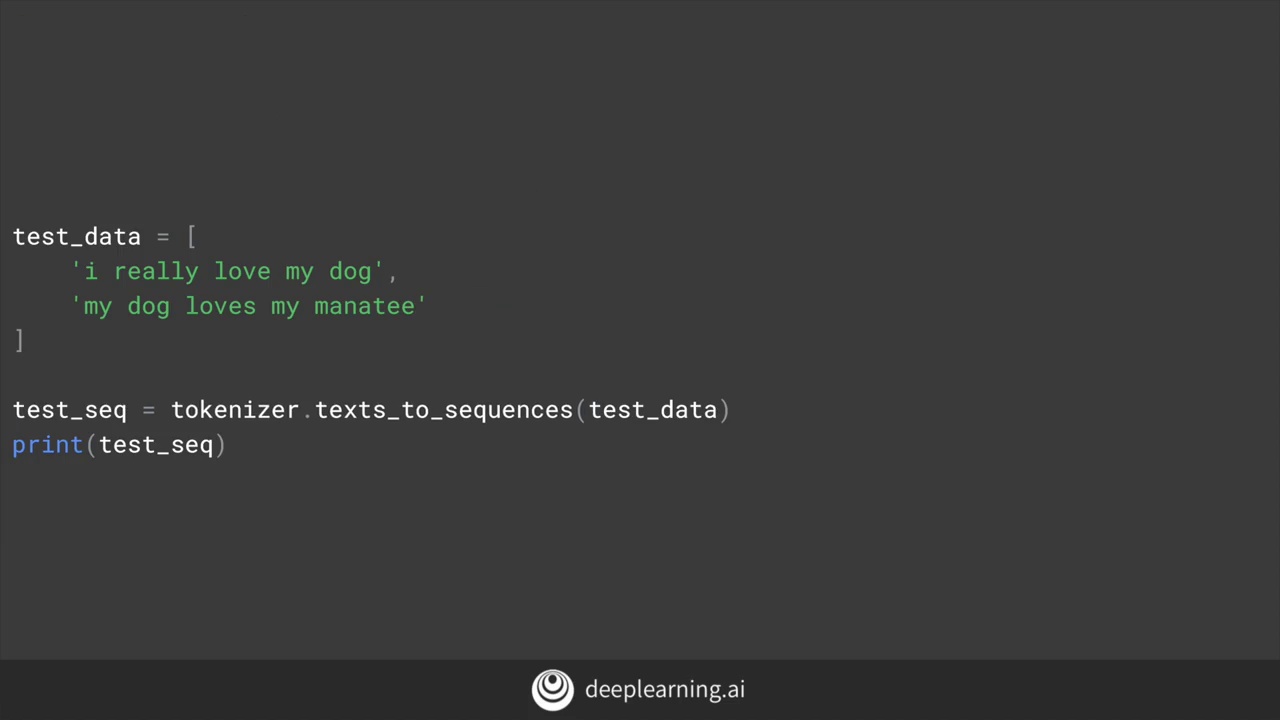 test_data = [
    'i really love my dog',
    'my dog loves my manatee'
]
test_seq = tokenizer.texts_to_sequences(test_data)
print(test_seq)
deeplearning.ai